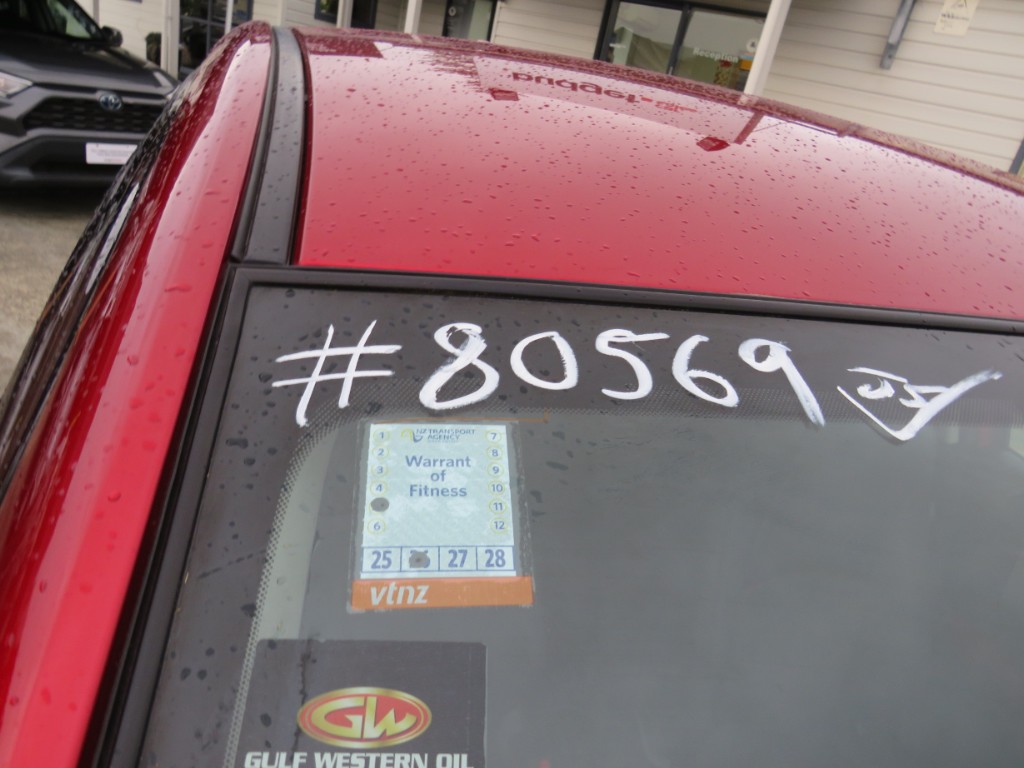 #80569
NZ TRANSPORT
AGENCY
Warrant
of
Fitness
1
2
3
4
6
7
8
9
10
11
12
25 27 28
vtnz
GW
GULF WESTERN OIL